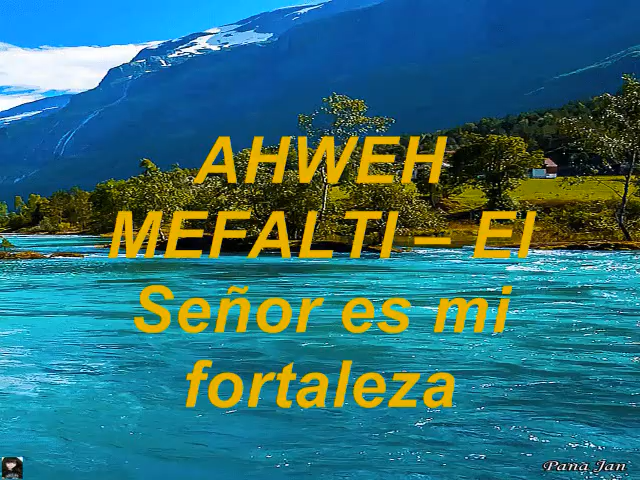 AHWEH
MEFALTI – El
Señor es mi
fortaleza
Pana Jan